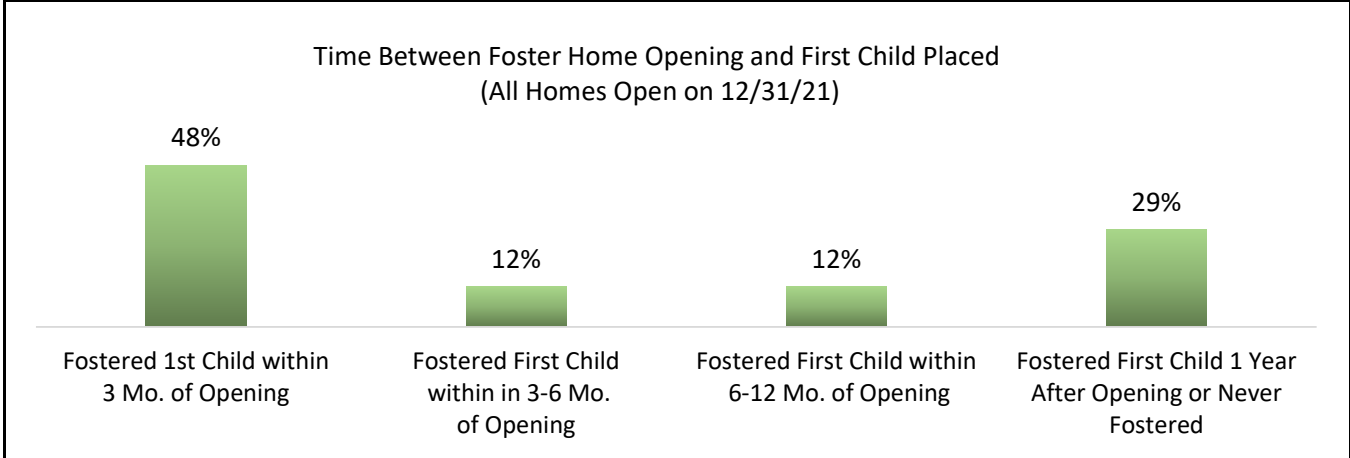 Time Between Foster Home Opening and First Child Placed
(All Homes Open on 12/31/21)
48%
12%
12%
29%
Fostered 1st Child within
3 Mo. of Opening
Fostered First Child
within in 3-6 Mo.
of Opening
Fostered First Child within
6-12 Mo. of Opening
Fostered First Child 1 Year
After Opening or Never
Fostered